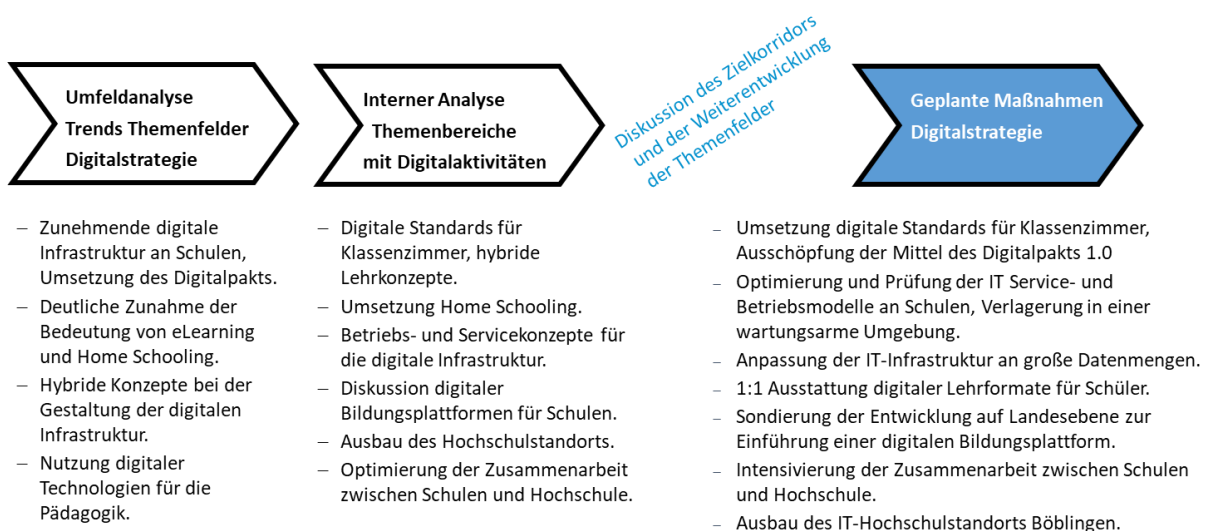 Umfeldanalyse
Trends Themenfelder
Digitalstrategie
– Zunehmende digitale
Infrastruktur an Schulen,
Umsetzung des Digitalpakts.
– Deutliche Zunahme der
Bedeutung von eLearning
und Home Schooling.
– Hybride Konzepte bei der
Gestaltung der digitalen
Infrastruktur.
– Nutzung digitaler
Technologien für die
Pädagogik.
Interner Analyse
Themenbereiche
mit Digitalaktivitäten
– Digitale Standards für
Klassenzimmer, hybride
Lehrkonzepte.
– Umsetzung Home Schooling.
– Betriebs- und Servicekonzepte für
die digitale Infrastruktur.
– Diskussion digitaler
Bildungsplattformen für Schulen.
– Ausbau des Hochschulstandorts.
– Optimierung der Zusammenarbeit
zwischen Schulen und Hochschule.
Diskussion des Zielkorridors
und der Weiterentwicklung
der Themenfelder
Geplante Maßnahmen
Digitalstrategie
– Umsetzung digitale Standards für Klassenzimmer,
Ausschöpfung der Mittel des Digitalpakts 1.0
– Optimierung und Prüfung der IT Service- und
Betriebsmodelle an Schulen, Verlagerung in einer
wartungsarme Umgebung.
– Anpassung der IT-Infrastruktur an große Datenmengen.
– 1:1 Ausstattung digitaler Lehrformate für Schüler.
– Sondierung der Entwicklung auf Landesebene zur
Einführung einer digitalen Bildungsplattform.
– Intensivierung der Zusammenarbeit zwischen Schulen
und Hochschule.
– Ausbau des IT-Hochschulstandorts Böblingen.